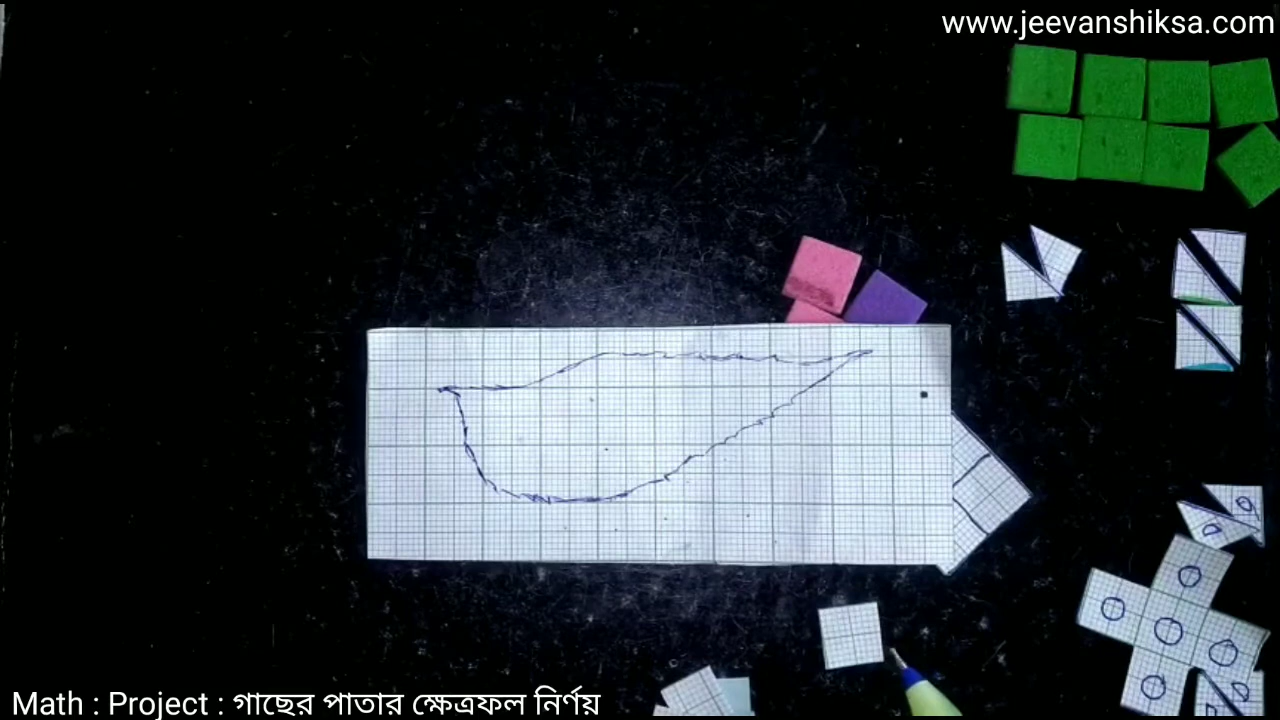 www.jeevanshiksa.com
Math : Project : গাছের পাতার ক্ষেত্রফল নির্ণয়